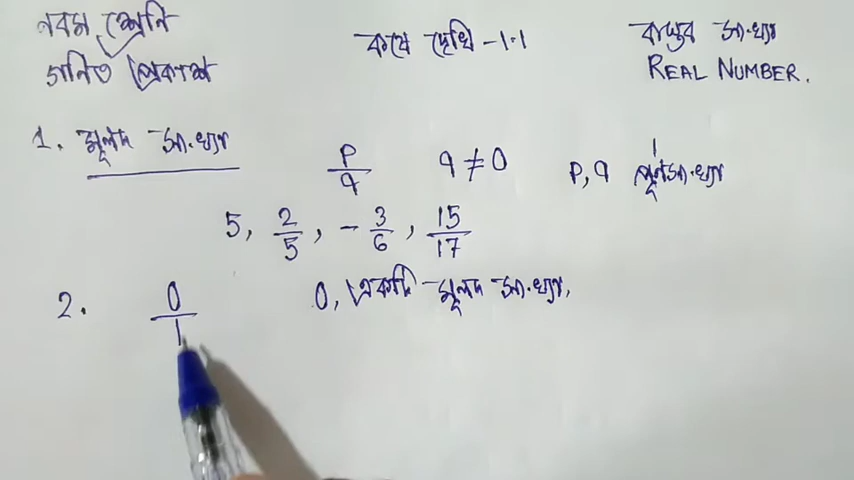 নবম শ্রেনি
গনিত প্রকাশ
কষে দেখি -1.1
বাস্তব সংখ্যা
REAL NUMBER.
1. মূলদ সংখ্যা
p/q q ≠ 0 p, q পূর্ণসংখ্যা
5, 2/5, - 3/6, 15/17
2. 0/1 0, একটি মূলদ সংখ্যা,